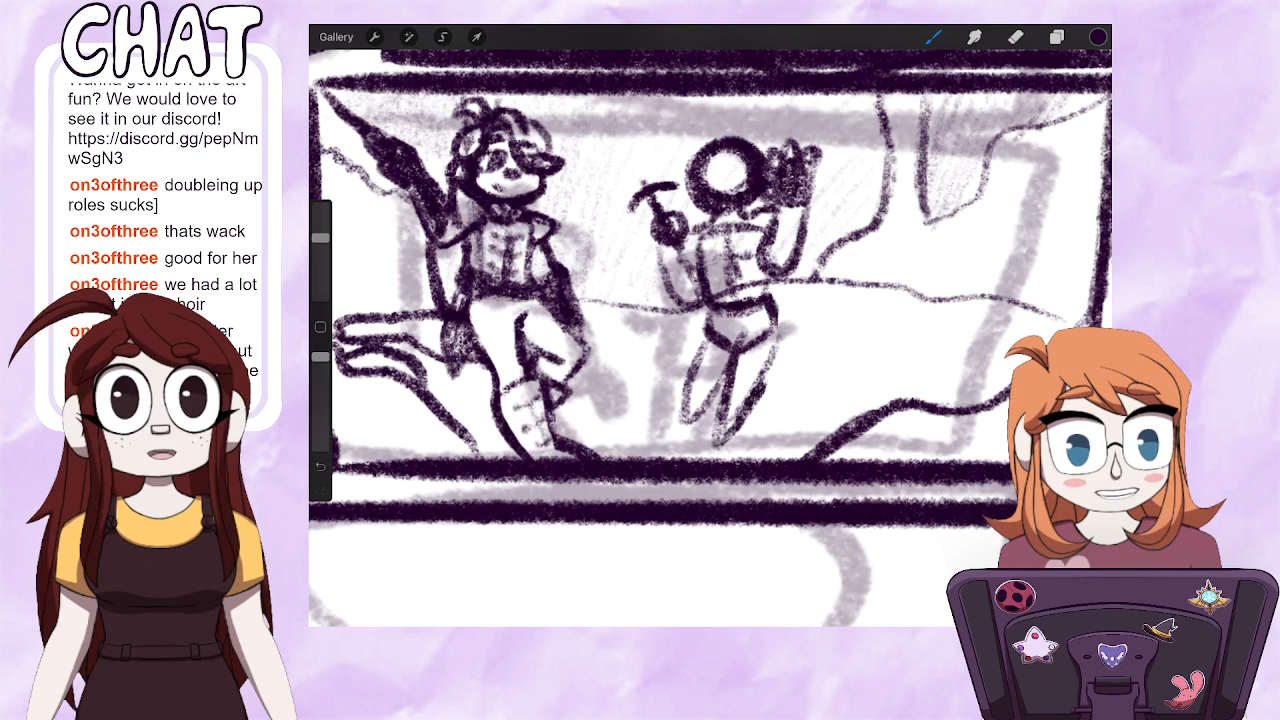 CHAT
Gallery
fun? We would love to
see it in our discord!
https://discord.gg/pepNm
wSgN3
on3ofthree doubleing up
roles sucks]
on3ofthree thats wack
on3ofthree good for her
on3ofthree we had a lot